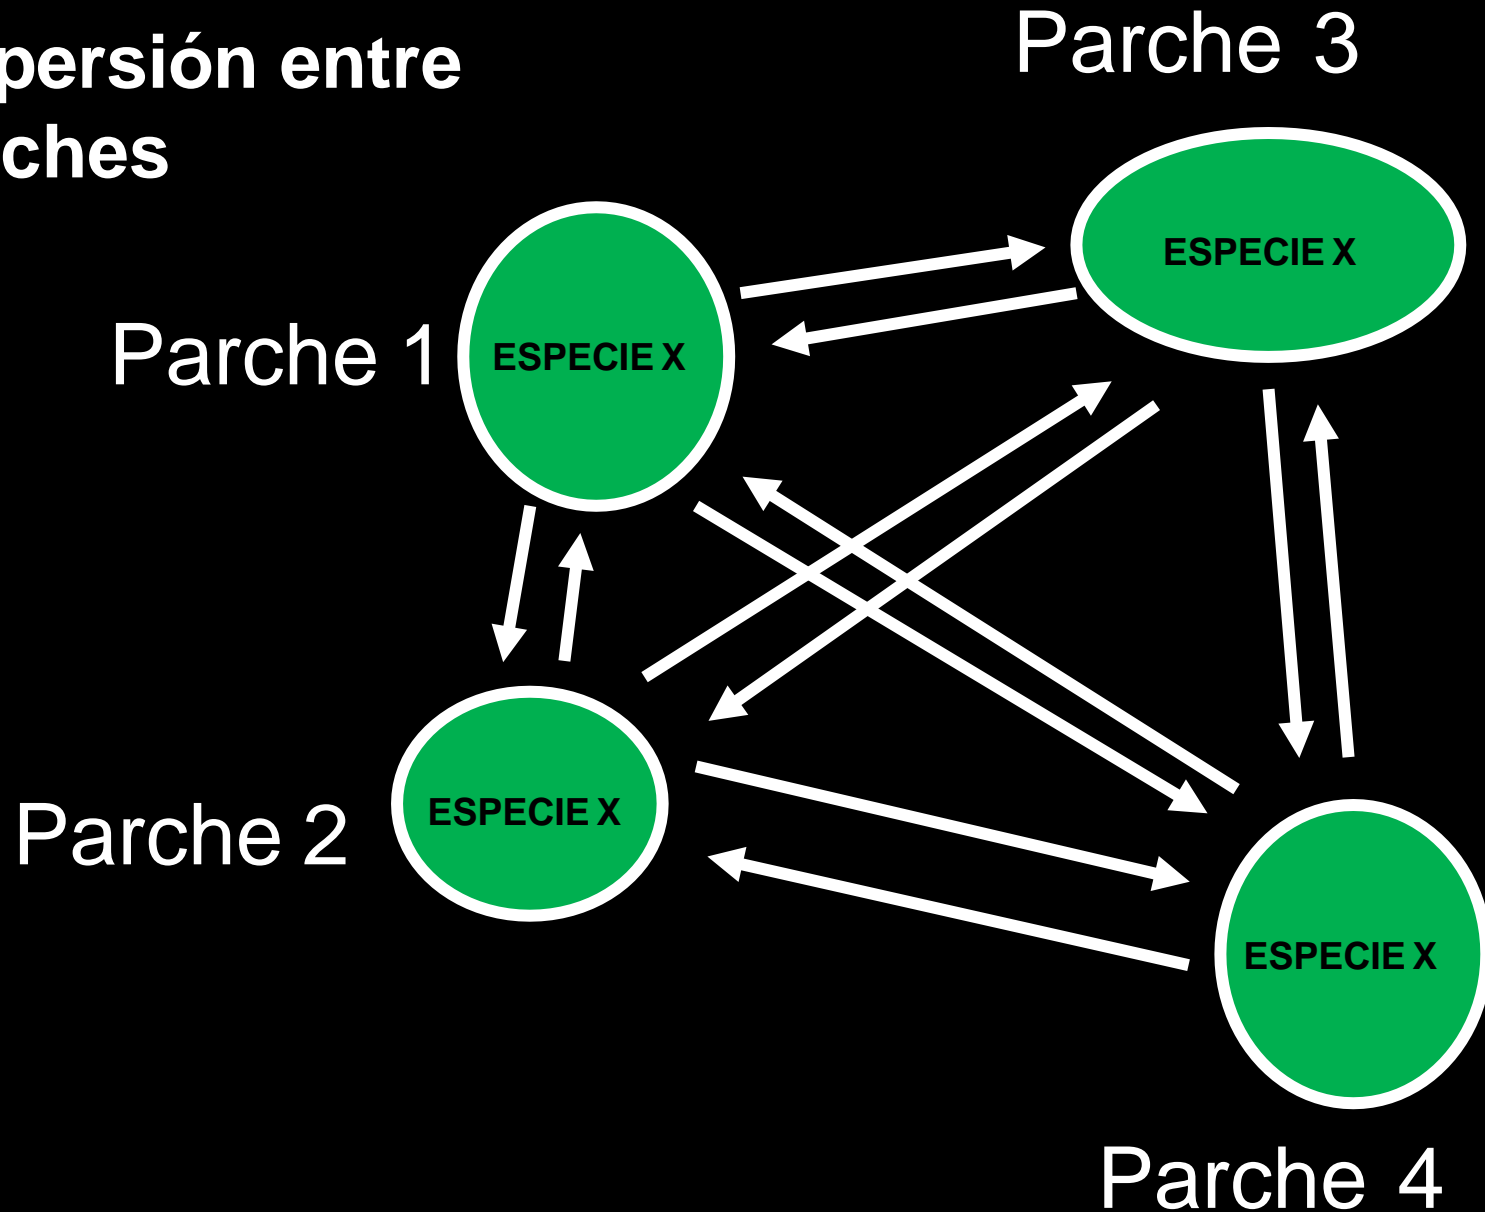 persión entre
ches
Parche 3
ESPECIE X
Parche 1
ESPECIE X
Parche 2
ESPECIE X
ESPECIE X
Parche 4